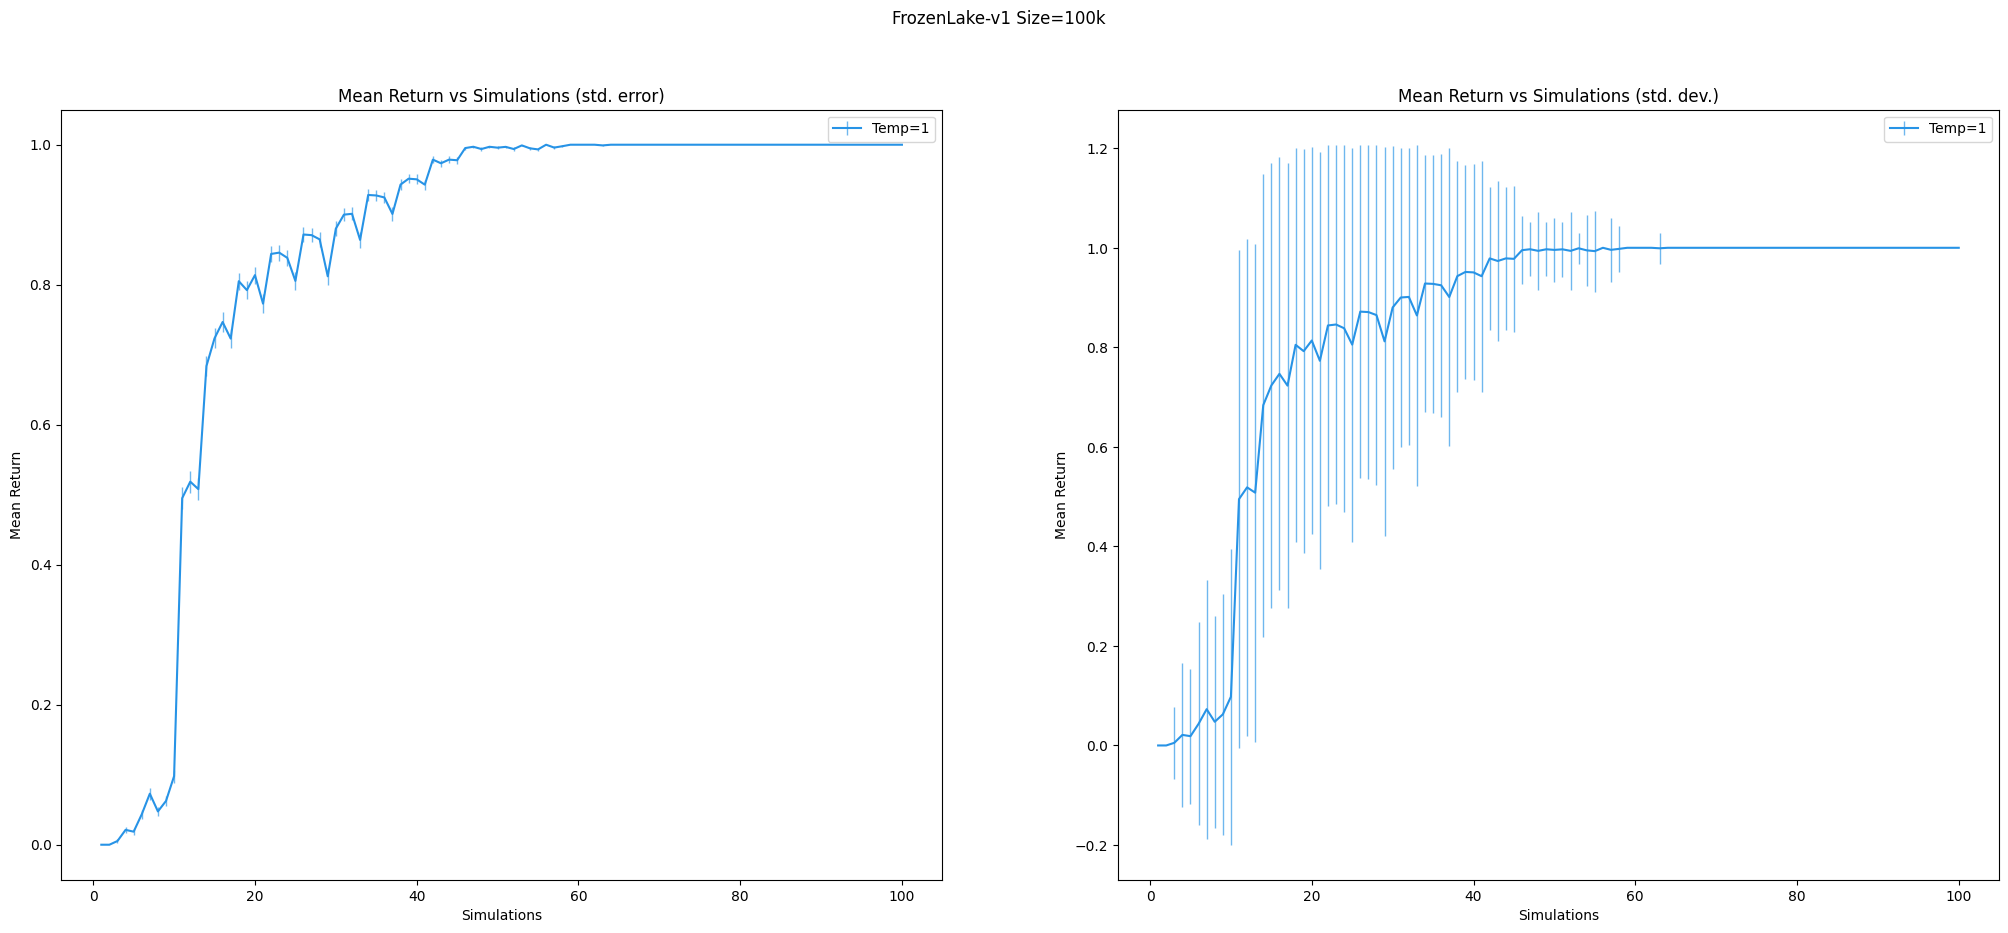 FrozenLake-v1 Size=100k
Mean Return vs Simulations (std. error)
Temp=1
1.0
0.8
0.6
0.4
0.2
0.0
Mean Return
0 20 40 60 80 100
Simulations
Mean Return vs Simulations (std. dev.)
Temp=1
1.2
1.0
0.8
0.6
0.4
0.2
0.0
−0.2
Mean Return
0 20 40 60 80 100
Simulations